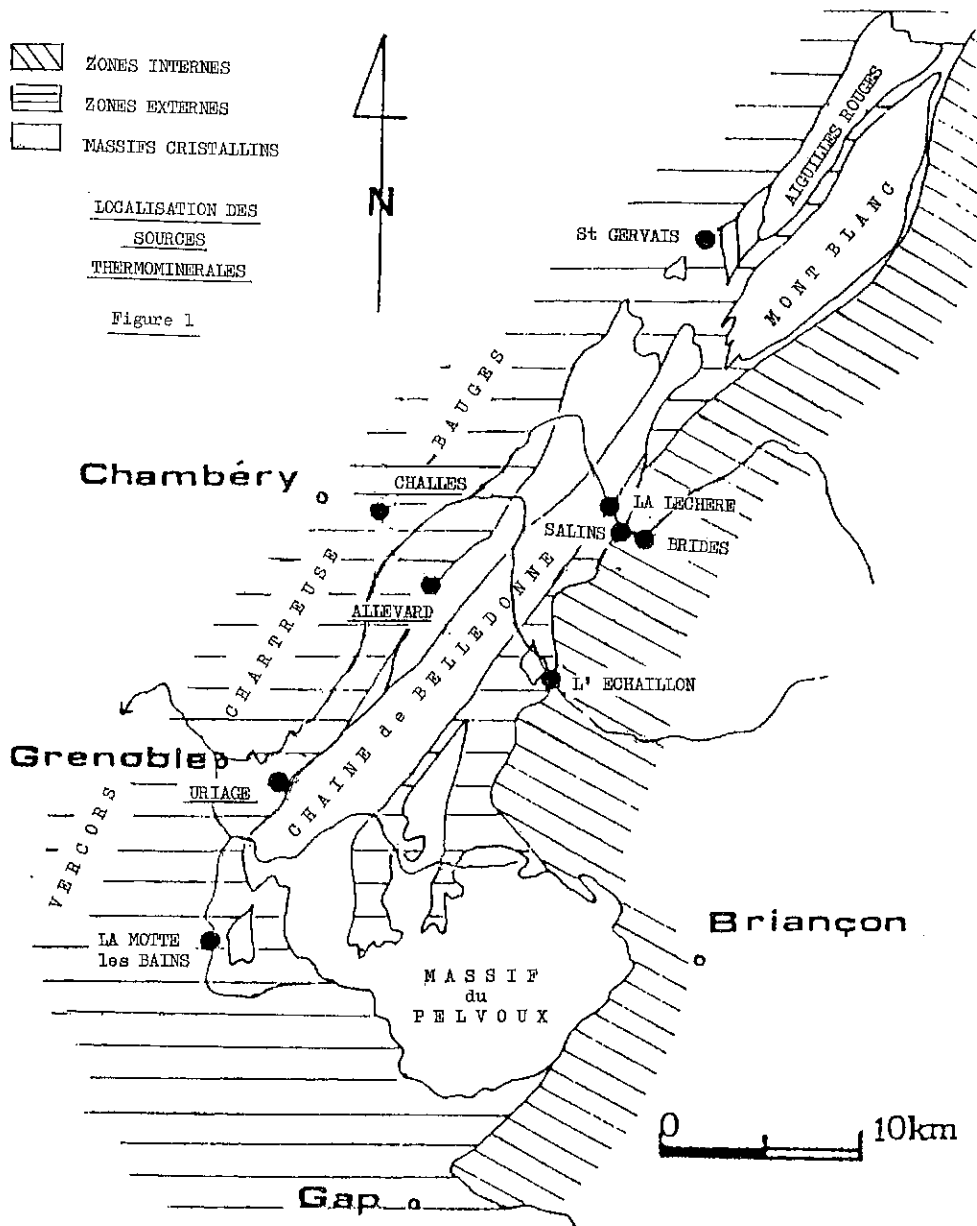 ZONES INTERNES
ZONES EXTERNES
MASSIFS CRISTALLINS
LOCALISATION DES
SOURCES
THERMOMINERALES
Figure 1
N
AIGUILLES ROUGES
MONT BLANC
St GERVAIS
BAUGES
Chambéry
CHALLES
LA LECHERE
SALINS
BRIDES
ALLEVARD
CHARTREUSE
CHAINE de BELLEDONNE
L' ECHAILLON
Grenoble
URIAGE
VERCORS
LA MOTTE
les BAINS
Briançon
MASSIF
du
PELVOUX
0 10km
Gap